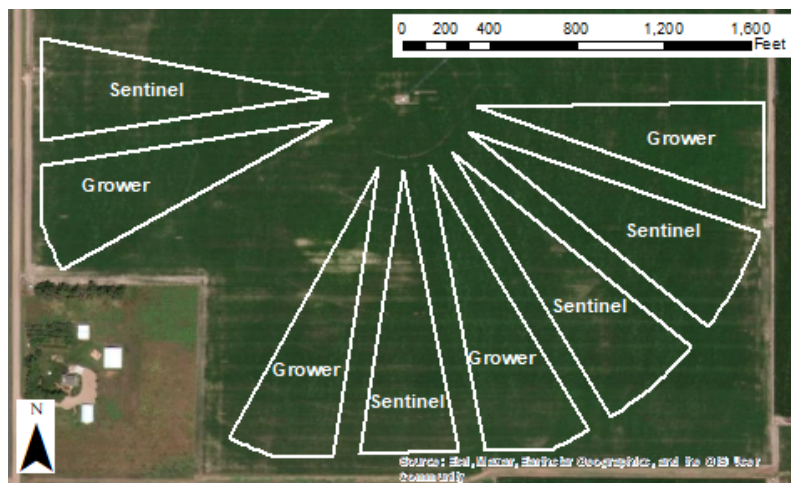 0 200 400 800 1,200 1,600
Feet
Sentinel
Grower
Grower
Sentinel
Sentinel
Grower
Grower
Sentinel
N
Source: Esri, Maxar, Earthstar Geographics, and the GIS User
Community